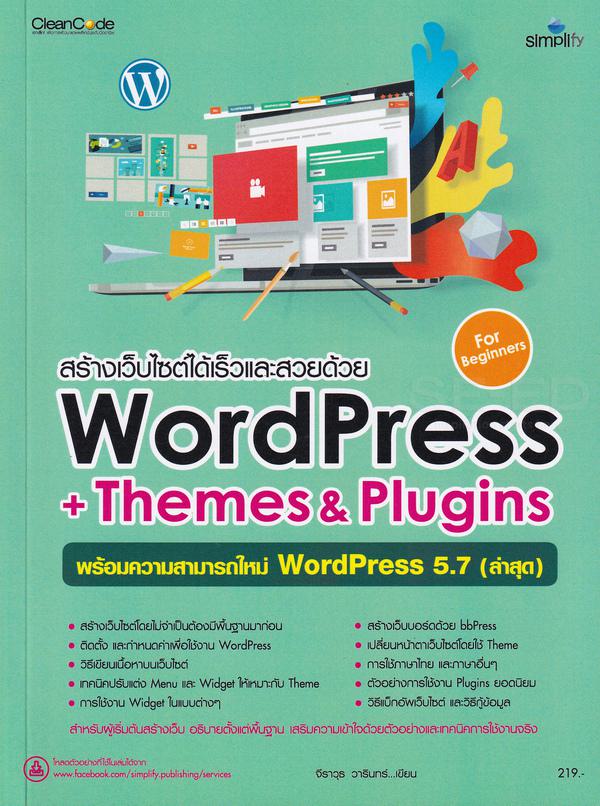 CleanCode
simplify
For
Beginners
สร้างเว็บไซต์ได้เร็วและสวยด้วย
WordPress
+ Themes & Plugins
พร้อมความสามารถใหม่ WordPress 5.7 (ล่าสุด)
• สร้างเว็บไซต์โดยไม่จำเป็นต้องมีพื้นฐานมาก่อน
• ติดตั้ง และกำหนดค่าเพื่อใช้งาน WordPress
• วิธีเขียนเนื้อหาบนเว็บไซต์
• เทคนิคปรับแต่ง Menu และ Widget ให้เหมาะกับ Theme
• การใช้งาน Widget ในแบบต่างๆ
• สร้างเว็บบอร์ดด้วย bbPress
• เปลี่ยนหน้าตาเว็บไซต์โดยใช้ Theme
• การใช้ภาษาไทย และภาษาอื่นๆ
• ตัวอย่างการใช้งาน Plugins ยอดนิยม
• วิธีแบ็กอัพเว็บไซต์ และวิธีกู้ข้อมูล
สำหรับผู้เริ่มต้นสร้างเว็บ อธิบายตั้งแต่พื้นฐาน เสริมความเข้าใจด้วยตัวอย่างและเทคนิคการใช้งานจริง
โหลดตัวอย่างที่ใช้ในเล่มได้จาก
www.facebook.com/simplify.publishing/services
จีราวุธ วารินทร์...เขียน
219.-